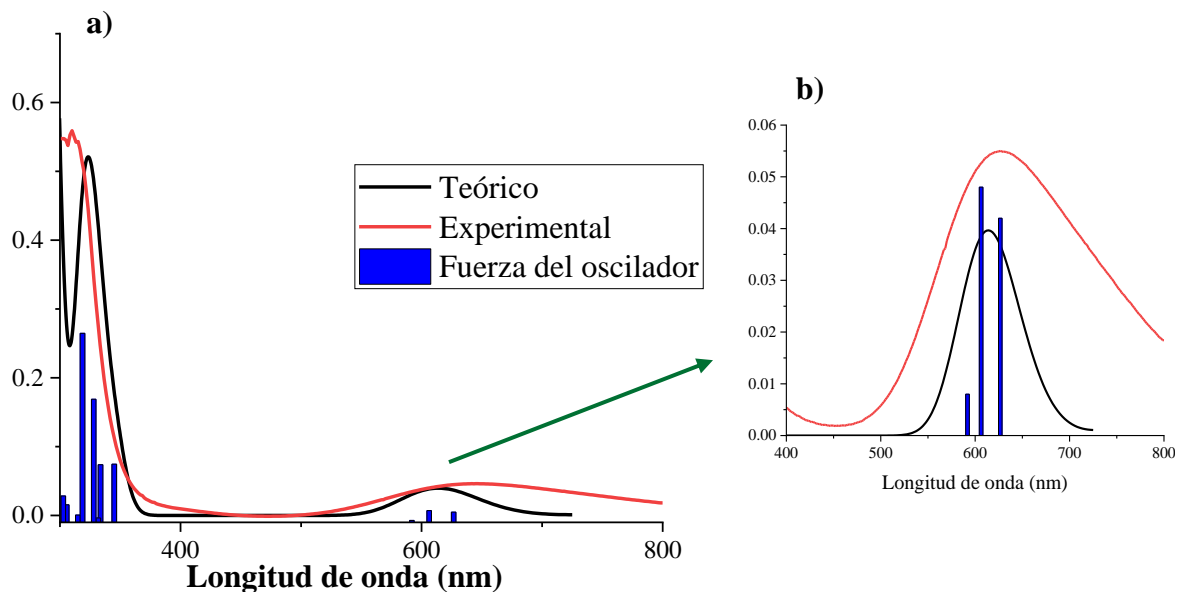 a)
0.6
0.4
0.2
0.0
400
600
800
Longitud de onda (nm)
Teórico
Experimental
Fuerza del oscilador
b)
0.06
0.05
0.04
0.03
0.02
0.01
0.00
400
500
600
700
800
Longitud de onda (nm)